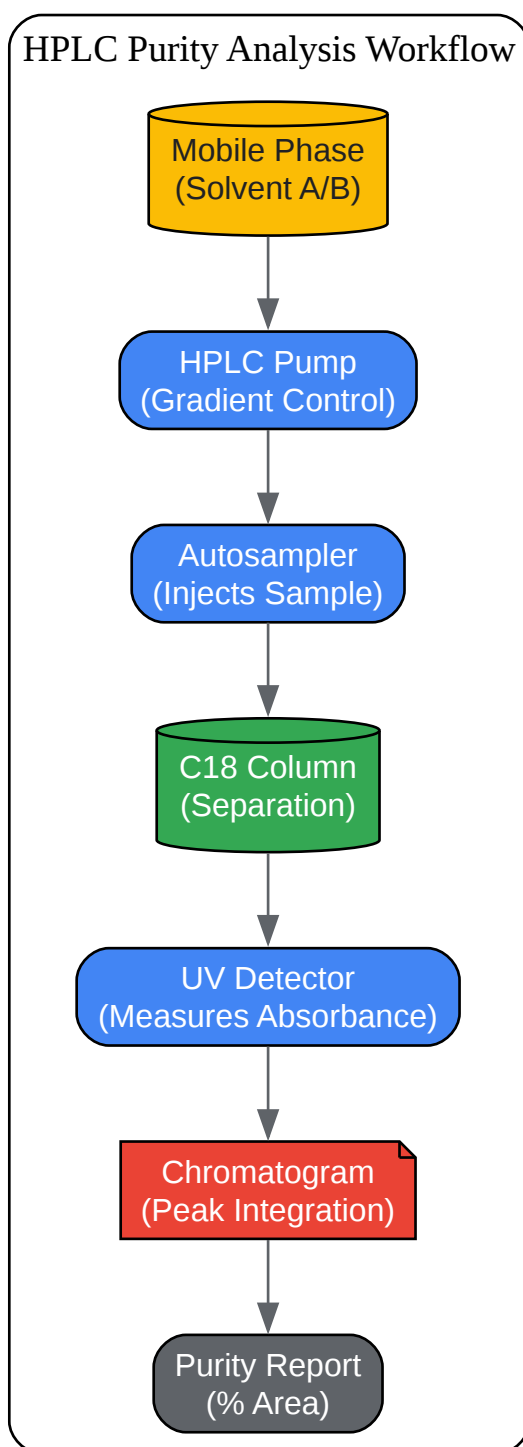 HPLC Purity Analysis Workflow
Mobile Phase
(Solvent A/B)
HPLC Pump
(Gradient Control)
Autosampler
(Injects Sample)
C18 Column
(Separation)
UV Detector
(Measures Absorbance)
Chromatogram
(Peak Integration)
Purity Report
(% Area)